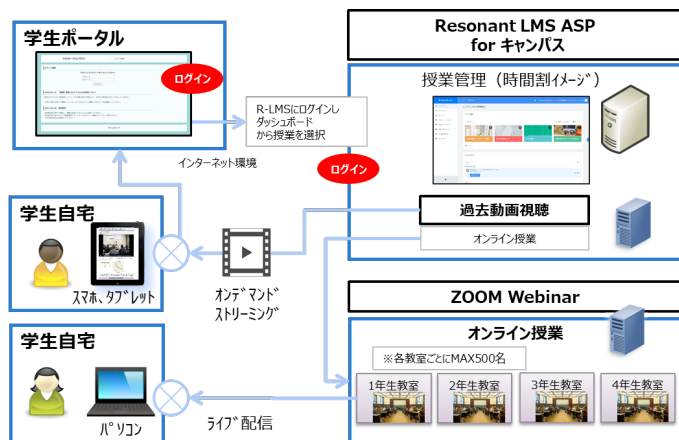 学生ポータル
ログイン
R-LMSにログインし
ダッシュボード
から授業を選択
インターネット環境
Resonant LMS ASP
for キャンパス
授業管理（時間割ｲﾒｰｼﾞ）
ログイン
過去動画視聴
オンライン授業
学生自宅
ｽﾏﾎ､ﾀﾌﾞﾚｯﾄ
ｵﾝﾃﾞﾏﾝﾄﾞ
ｽﾄﾘｰﾐﾝｸﾞ
ZOOM Webinar
オンライン授業
※各教室ごとにMAX500名
1年生教室
2年生教室
3年生教室
4年生教室
学生自宅
ﾊﾟｿｺﾝ
ﾗｲﾌﾞ配信